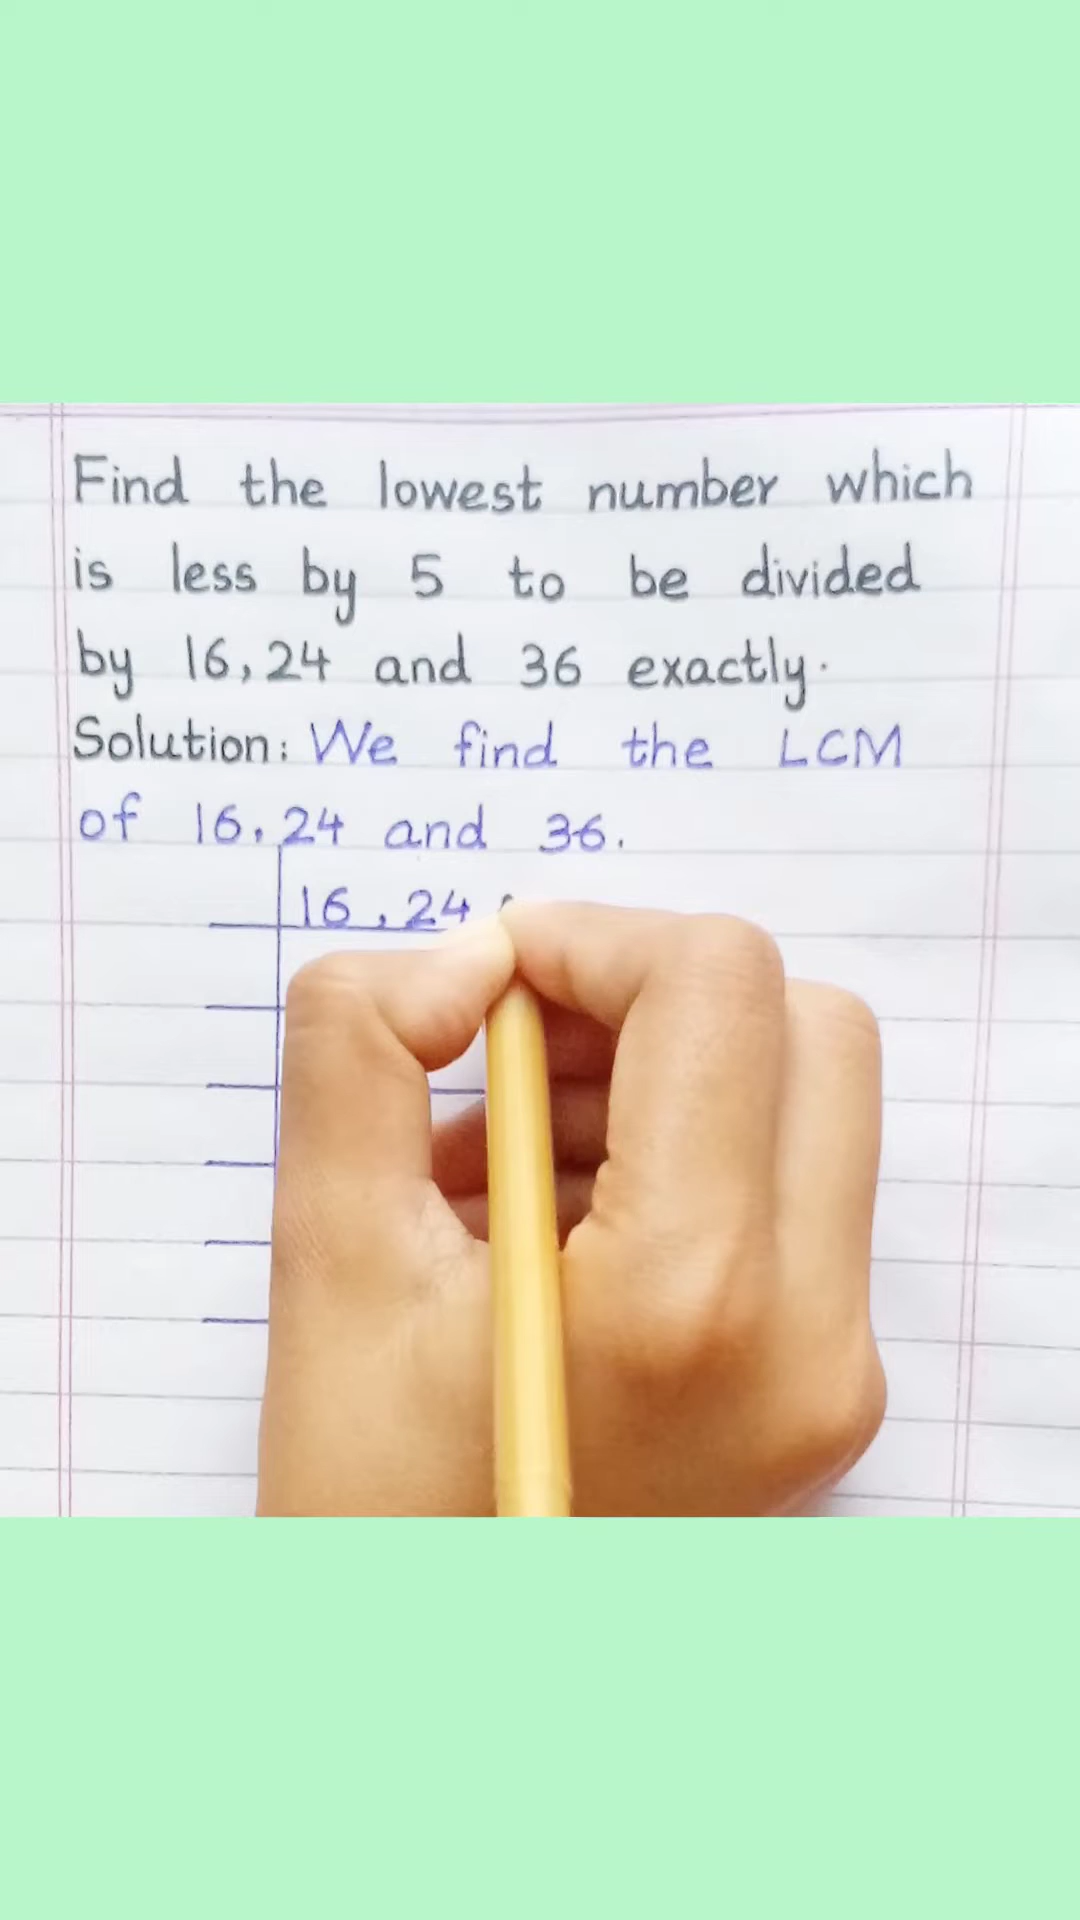 Find the lowest number which
is less by 5 to be divided
by 16,24 and 36 exactly.
Solution: We find the LCM
of 16, 24 and 36.
16, 24